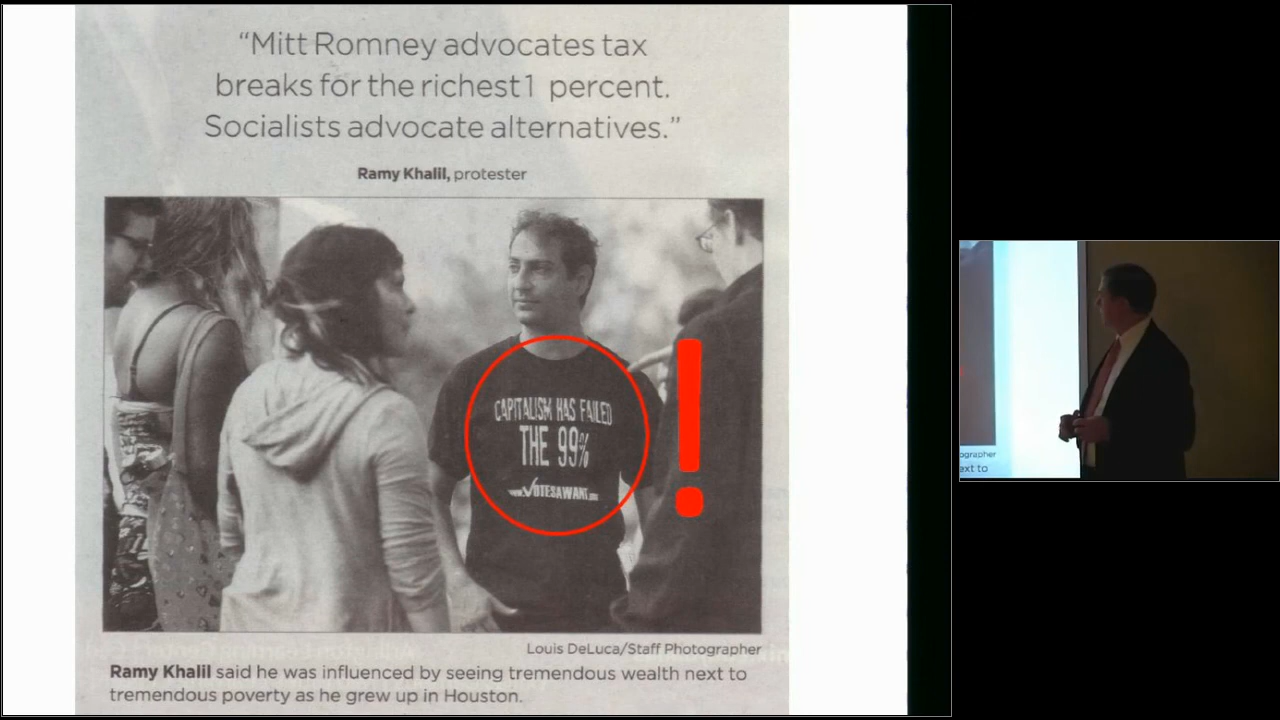 “Mitt Romney advocates tax
breaks for the richest 1 percent.
Socialists advocate alternatives.”
Ramy Khalil, protester
CAPITALISM HAS FAILED
THE 99%
www.VOTESAWANT.org
!
Louis DeLuca/Staff Photographer
Ramy Khalil said he was influenced by seeing tremendous wealth next to
tremendous poverty as he grew up in Houston.
ographer
ext to